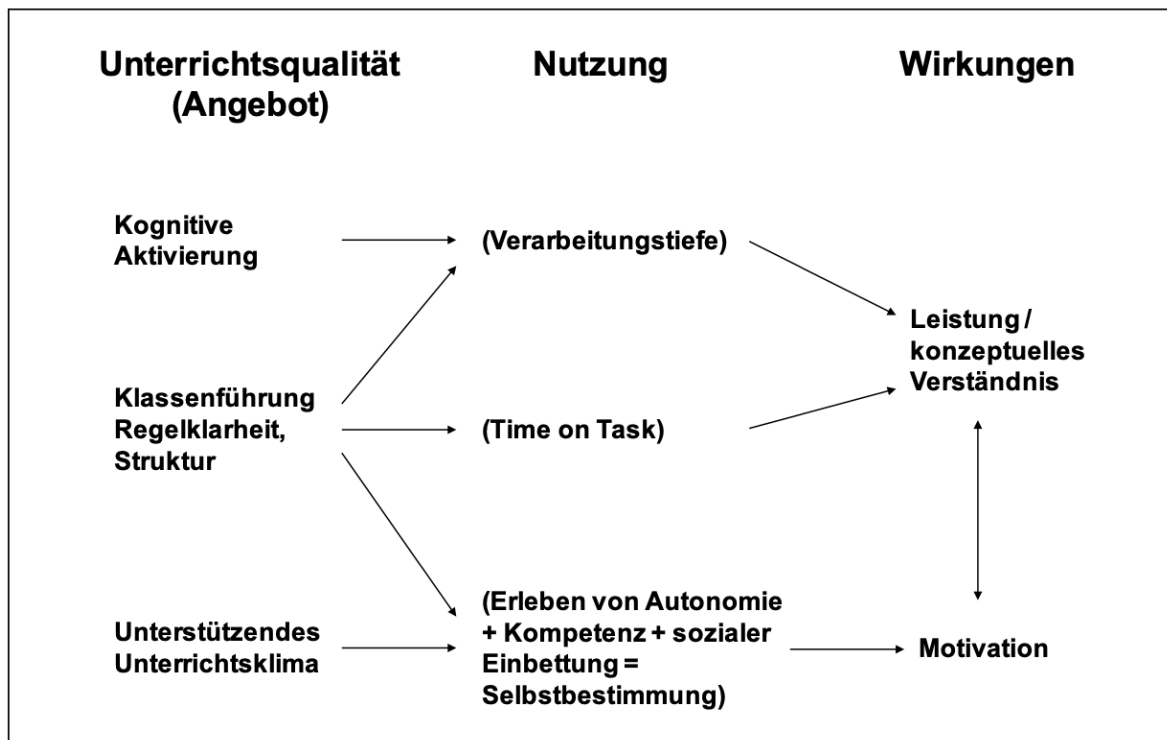 Unterrichtsqualität
(Angebot)
Nutzung
Wirkungen
Kognitive
Aktivierung
(Verarbeitungstiefe)
Leistung /
konzeptuelles
Verständnis
Klassenführung
Regelklarheit,
Struktur
(Time on Task)
Unterstützendes
Unterrichtsklima
(Erleben von Autonomie
+ Kompetenz + sozialer
Einbettung =
Selbstbestimmung)
Motivation